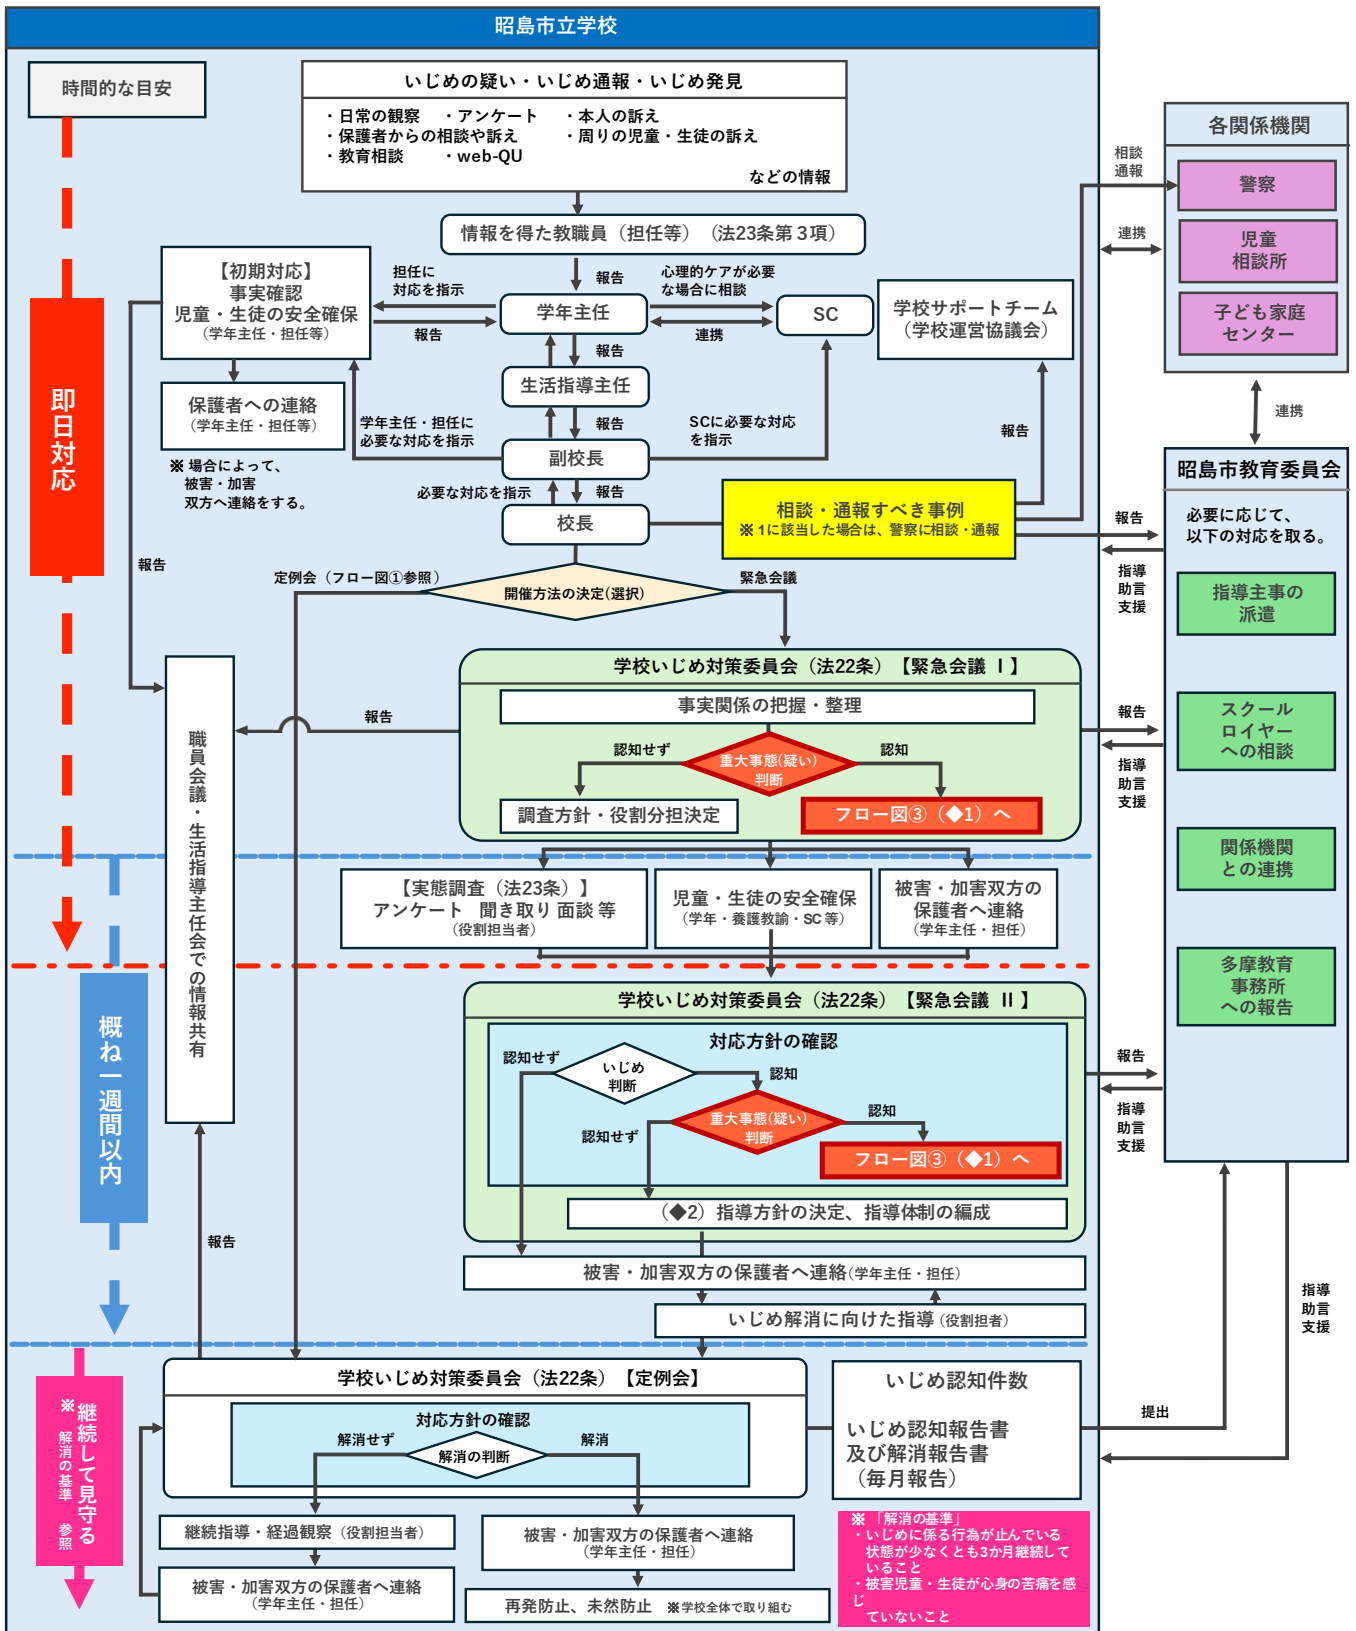 昭島市立学校
時間的な目安
いじめの疑い・いじめ通報・いじめ発見
・日常の観察　・アンケート　・本人の訴え
・保護者からの相談や訴え　・周りの児童・生徒の訴え
・教育相談　・web-QU
などの情報
情報を得た教職員（担任等）（法23条第３項）
報告
【初期対応】
事実確認
児童・生徒の安全確保
（学年主任・担任等）
担任に
対応を指示
報告
学年主任
心理的ケアが必要
な場合に相談
連携
SC
学校サポートチーム
（学校運営協議会）
報告
生活指導主任
保護者への連絡
（学年主任・担任等）
※ 場合によって、
被害・加害
双方へ連絡をする。
学年主任・担任に
必要な対応を指示
報告
SCに必要な対応
を指示
報告
副校長
必要な対応を指示
報告
校長
相談・通報すべき事例
※ 1に該当した場合は、警察に相談・通報
即日対応
報告
定例会（フロー図①参照）
開催方法の決定(選択)
緊急会議
学校いじめ対策委員会（法22条）【緊急会議 Ⅰ】
事実関係の把握・整理
認知せず
重大事態(疑い)
判断
認知
調査方針・役割分担決定
フロー図③（◆1）へ
報告
職員会議・生活指導主任会での情報共有
【実態調査（法23条）】
アンケート　聞き取り 面談 等
（役割担当者）
児童・生徒の安全確保
（学年・養護教諭・SC 等）
被害・加害双方の
保護者へ連絡
（学年主任・担任）
概ね一週間以内
学校いじめ対策委員会（法22条）【緊急会議 Ⅱ】
対応方針の確認
認知せず
いじめ
判断
認知
重大事態(疑い)
判断
認知
認知せず
フロー図③（◆1）へ
（◆2）指導方針の決定、指導体制の編成
報告
被害・加害双方の保護者へ連絡(学年主任・担任）
いじめ解消に向けた指導（役割担者）
学校いじめ対策委員会（法22条）【定例会】
対応方針の確認
解消せず
解消の判断
解消
継続指導・経過観察（役割担当者）
被害・加害双方の保護者へ連絡
（学年主任・担任）
被害・加害双方の保護者へ連絡
（学年主任・担任）
再発防止、未然防止　※学校全体で取り組む
継続して見守る
※　解消の基準　参照
いじめ認知件数
いじめ認知報告書
及び解消報告書
（毎月報告）
※ 「解消の基準」
・いじめに係る行為が止んでいる
状態が少なくとも3か月継続して
いること
・被害児童・生徒が心身の苦痛を感
じ
ていないこと
各関係機関
相談
通報
警察
連携
児童
相談所
子ども家庭
センター
連携
昭島市教育委員会
必要に応じて、
以下の対応を取る。
報告
指導
助言
支援
指導主事の
派遣
スクール
ロイヤー
への相談
報告
指導
助言
支援
関係機関
との連携
多摩教育
事務所
への報告
報告
指導
助言
支援
指導
助言
支援
提出